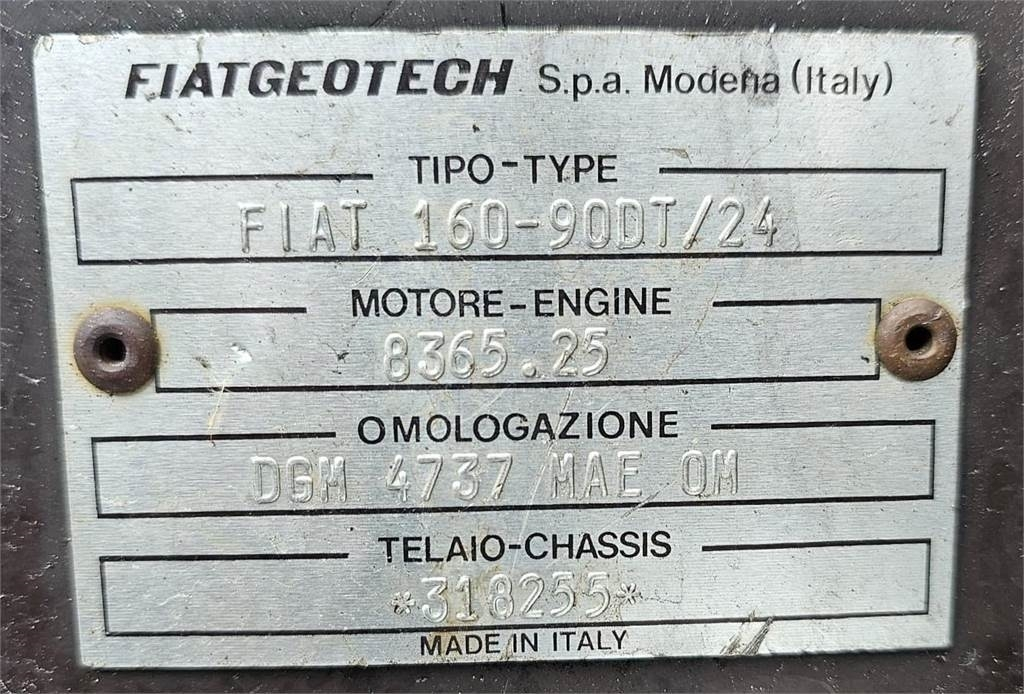 FIATGEOTECH S.p.a. Modena (Italy)
TIPO-TYPE
FIAT 160-90DT/24
MOTORE-ENGINE
8365.25
OMOLOGAZIONE
DGM 4737 MAE OM
TELAIO-CHASSIS
*318255*
MADE IN ITALY